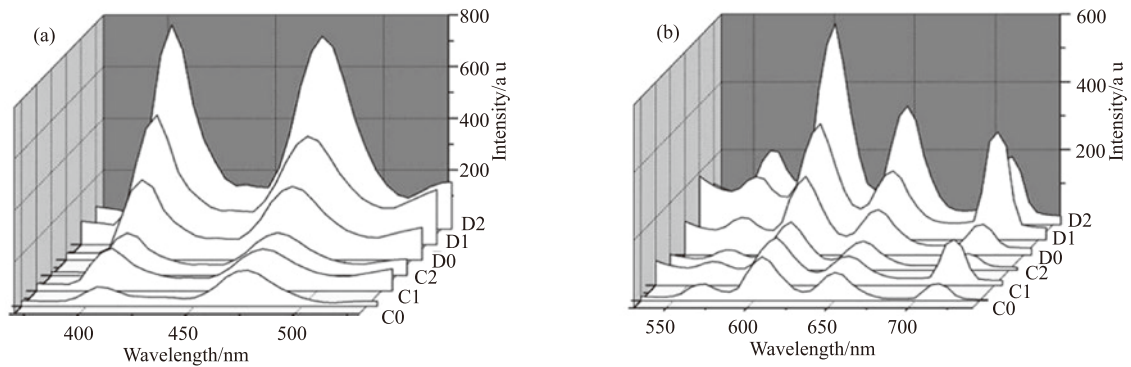 (a)
800
600
400
200
Intensity/a u
D2
D1
D0
C2
C1
C0
400
450
500
Wavelength/nm
(b)
600
400
200
Intensity/a u
D2
D1
D0
C2
C1
C0
550
600
650
700
Wavelength/nm